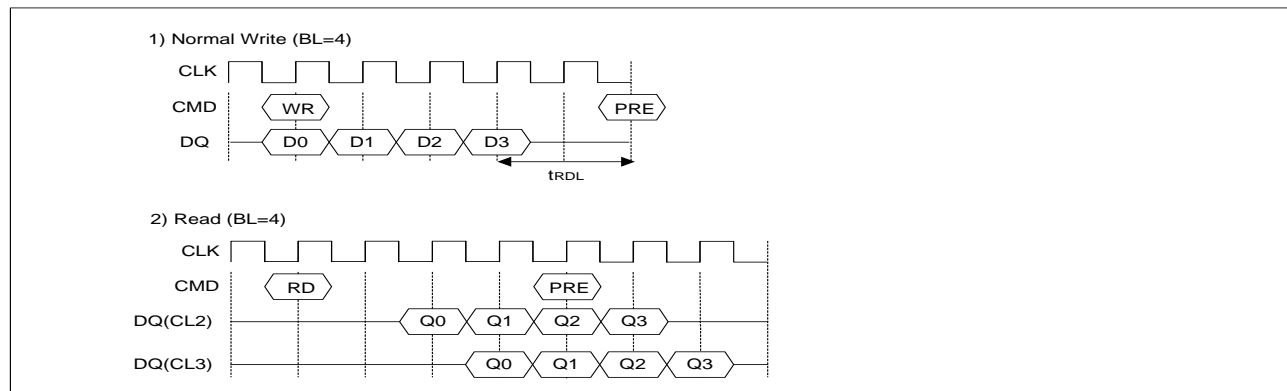 1) Normal Write (BL=4)
CLK
CMD WR PRE
DQ D0 D1 D2 D3
tRDL
2) Read (BL=4)
CLK
CMD RD PRE
DQ(CL2) Q0 Q1 Q2 Q3
DQ(CL3) Q0 Q1 Q2 Q3